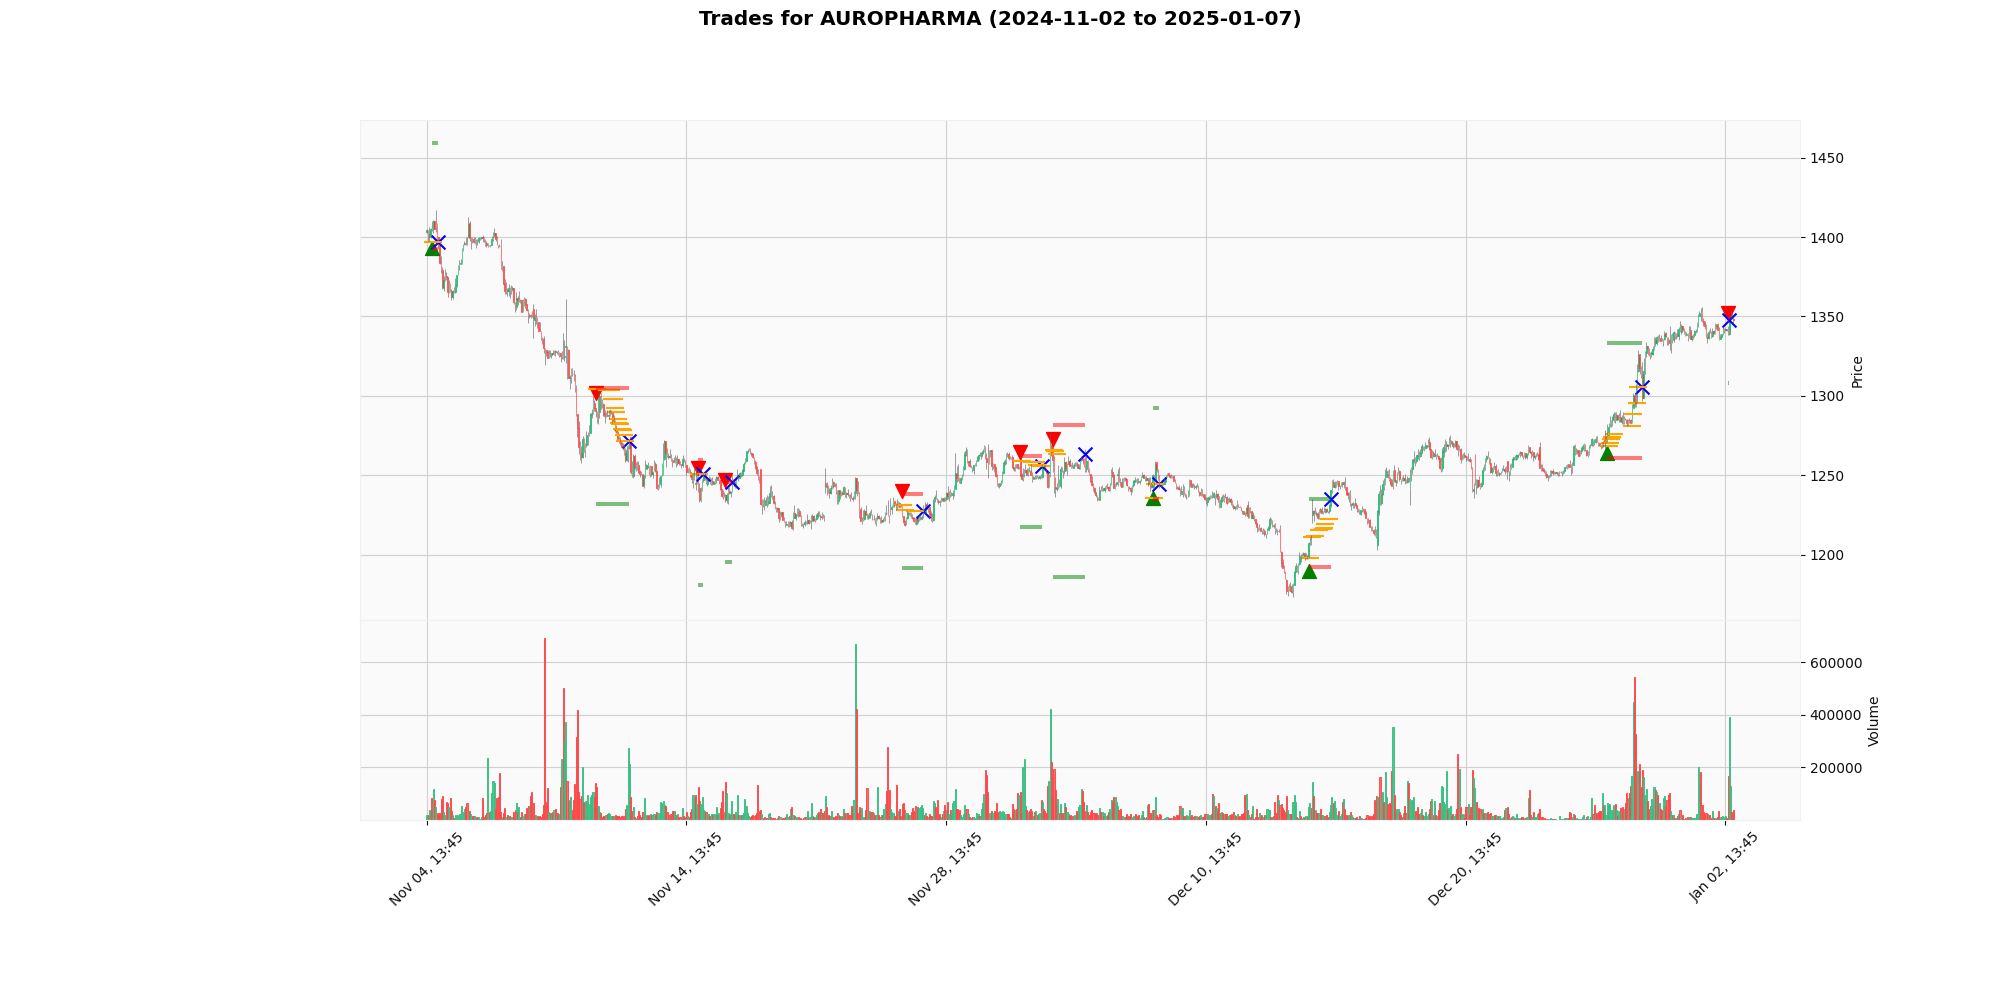 Trades for AUROPHARMA (2024-11-02 to 2025-01-07)
1450
1400
1350
1300
1250
1200
Price
600000
400000
200000
Volume
Nov 04, 13:45
Nov 14, 13:45
Nov 28, 13:45
Dec 10, 13:45
Dec 20, 13:45
Jan 02, 13:45